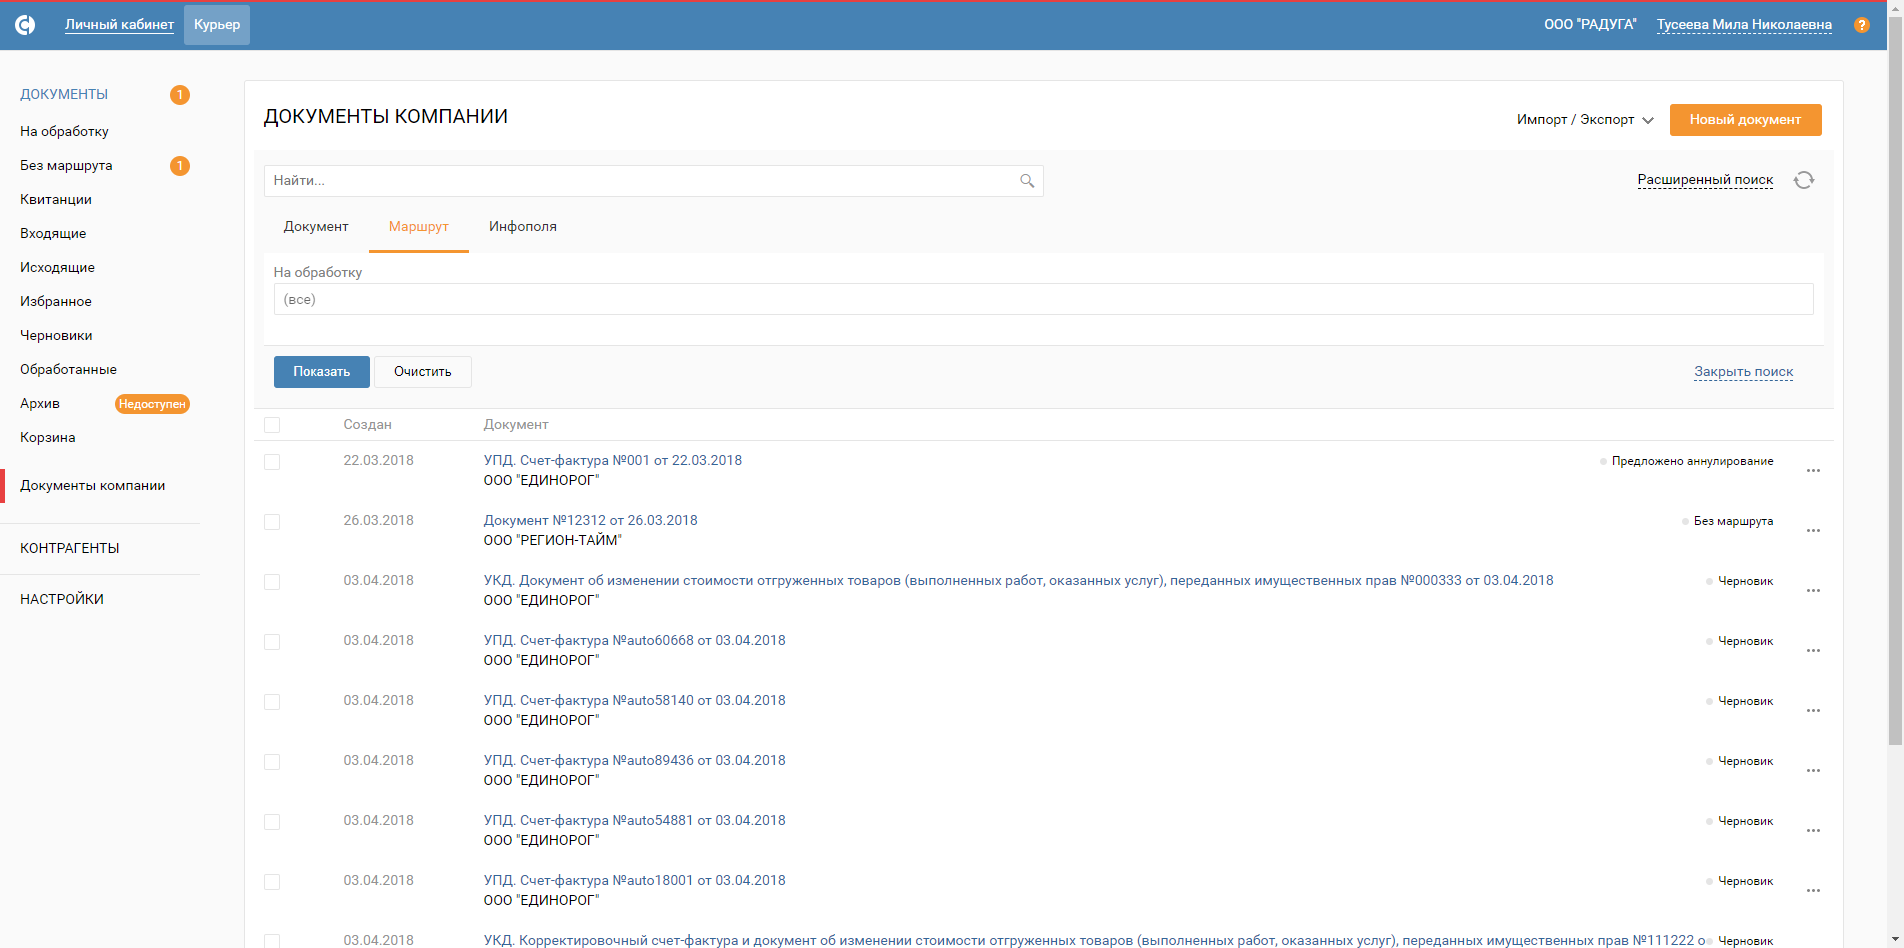 Личный кабинет Курьер ООО "РАДУГА" Тусеева Мила Николаевна ?
ДОКУМЕНТЫ 1
На обработку
Без маршрута 1
Квитанции
Входящие
Исходящие
Избранное
Черновики
Обработанные
Архив Недоступен
Корзина
Документы компании
КОНТРАГЕНТЫ
НАСТРОЙКИ
ДОКУМЕНТЫ КОМПАНИИ
Импорт / Экспорт Новый документ
Найти...
Расширенный поиск
Документ Маршрут Инфополя
На обработку
(все)
Показать Очистить Закрыть поиск
Создан Документ
22.03.2018 УПД. Счет-фактура №001 от 22.03.2018 Предложено аннулирование
ООО "ЕДИНОРОГ"
26.03.2018 Документ №12312 от 26.03.2018 Без маршрута
ООО "РЕГИОН-ТАЙМ"
03.04.2018 УКД. Документ об изменении стоимости отгруженных товаров (выполненных работ, оказанных услуг), переданных имущественных прав №000333 от 03.04.2018 Черновик
ООО "ЕДИНОРОГ"
03.04.2018 УПД. Счет-фактура №auto60668 от 03.04.2018 Черновик
ООО "ЕДИНОРОГ"
03.04.2018 УПД. Счет-фактура №auto58140 от 03.04.2018 Черновик
ООО "ЕДИНОРОГ"
03.04.2018 УПД. Счет-фактура №auto89436 от 03.04.2018 Черновик
ООО "ЕДИНОРОГ"
03.04.2018 УПД. Счет-фактура №auto54881 от 03.04.2018 Черновик
ООО "ЕДИНОРОГ"
03.04.2018 УПД. Счет-фактура №auto18001 от 03.04.2018 Черновик
ООО "ЕДИНОРОГ"
03.04.2018 УКД. Корректировочный счет-фактура и документ об изменении стоимости отгруженных товаров (выполненных работ, оказанных услуг), переданных имущественных прав №111222 о Черновик